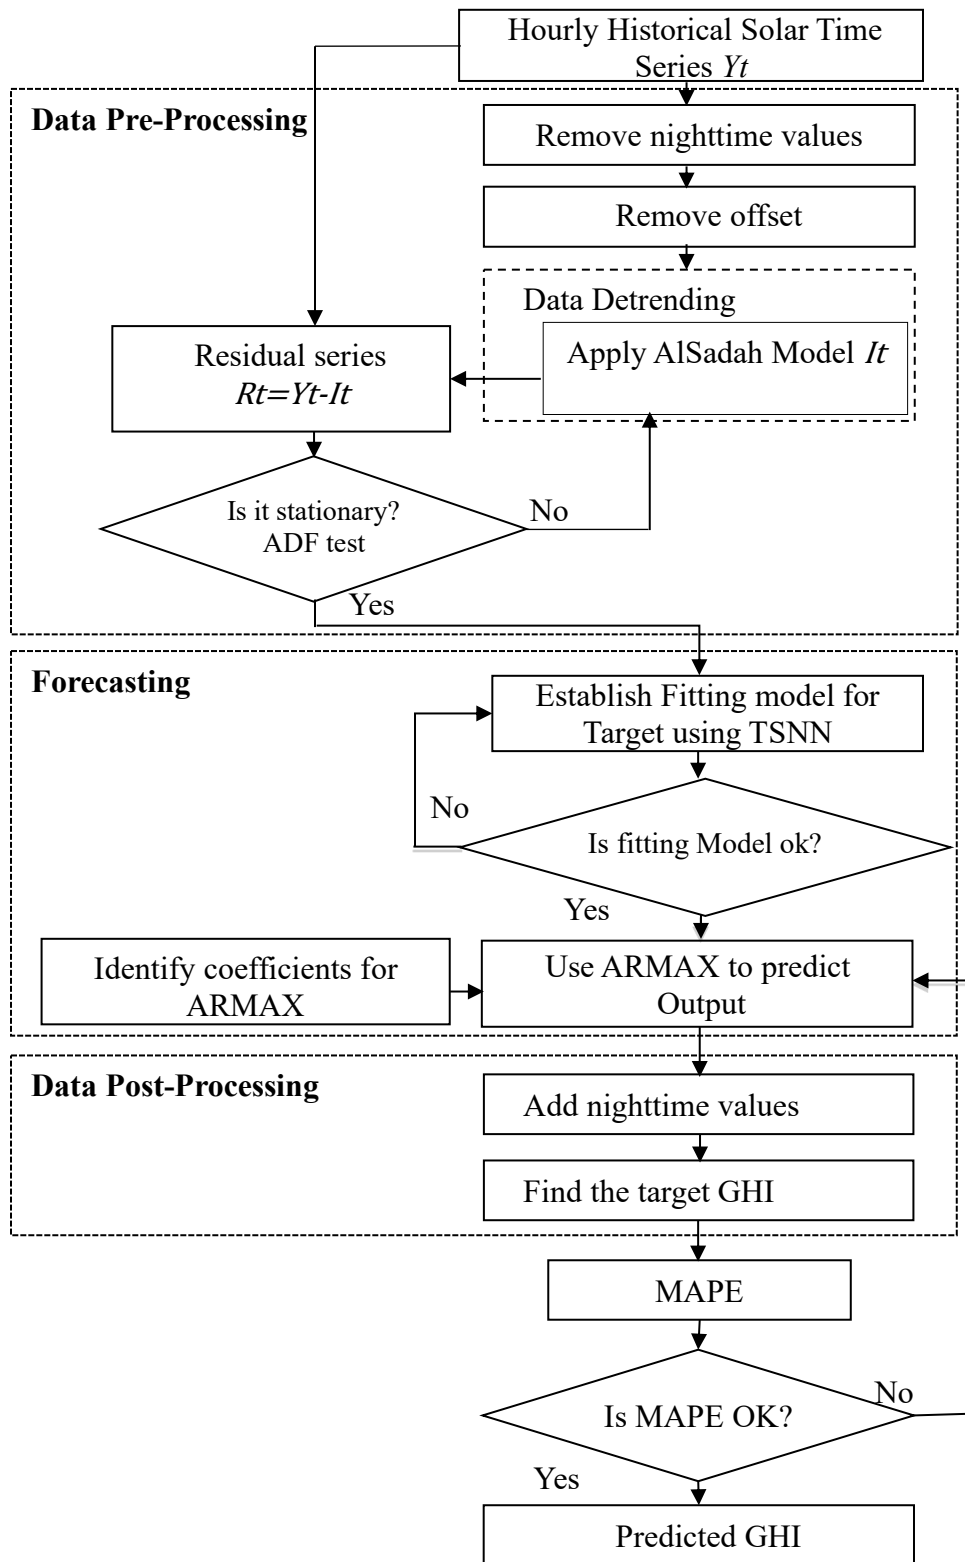 Hourly Historical Solar Time
Series Yt
Data Pre-Processing
Remove nighttime values
Remove offset
Data Detrending
Apply AlSadah Model It
Residual series
Rt=Yt-It
Is it stationary?
ADF test
No
Yes
Forecasting
Establish Fitting model for
Target using TSNN
No
Is fitting Model ok?
Yes
Identify coefficients for
ARMAX
Use ARMAX to predict
Output
Data Post-Processing
Add nighttime values
Find the target GHI
MAPE
No
Is MAPE OK?
Yes
Predicted GHI